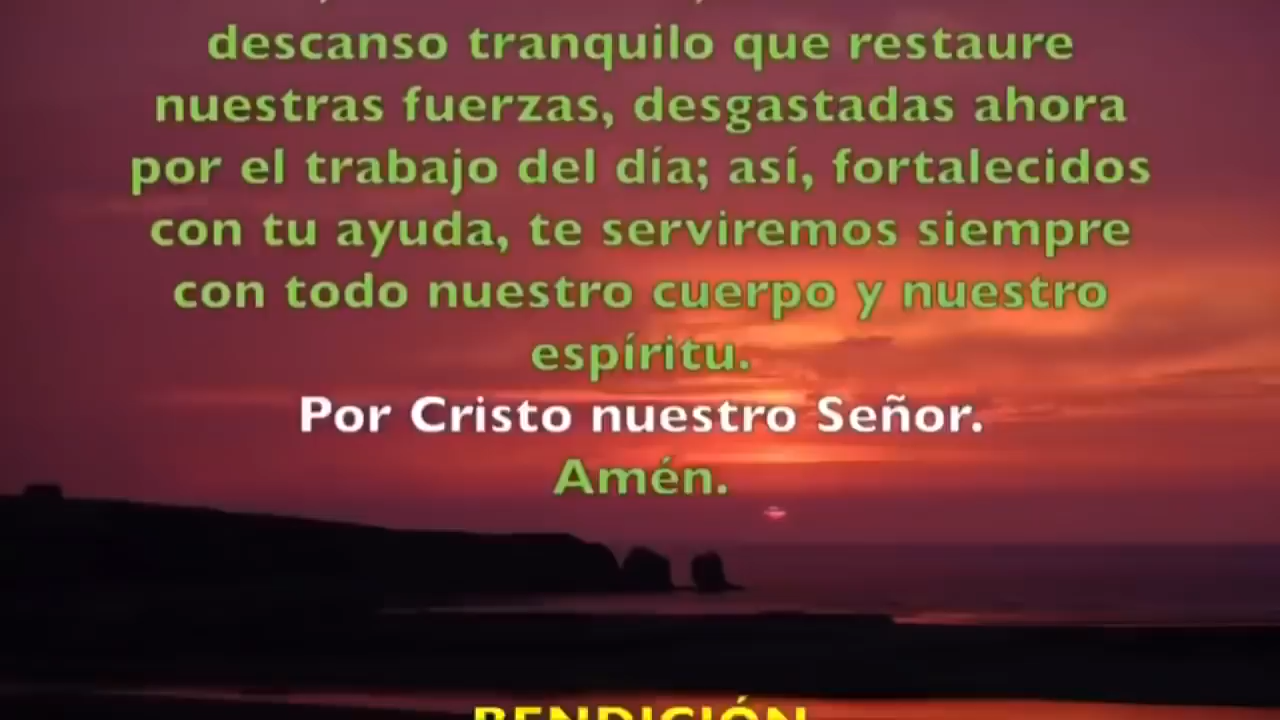 descanso tranquilo que restaure
nuestras fuerzas, desgastadas ahora
por el trabajo del día; así, fortalecidos
con tu ayuda, te serviremos siempre
con todo nuestro cuerpo y nuestro
espíritu.
Por Cristo nuestro Señor.
Amén.
BENDICIÓN